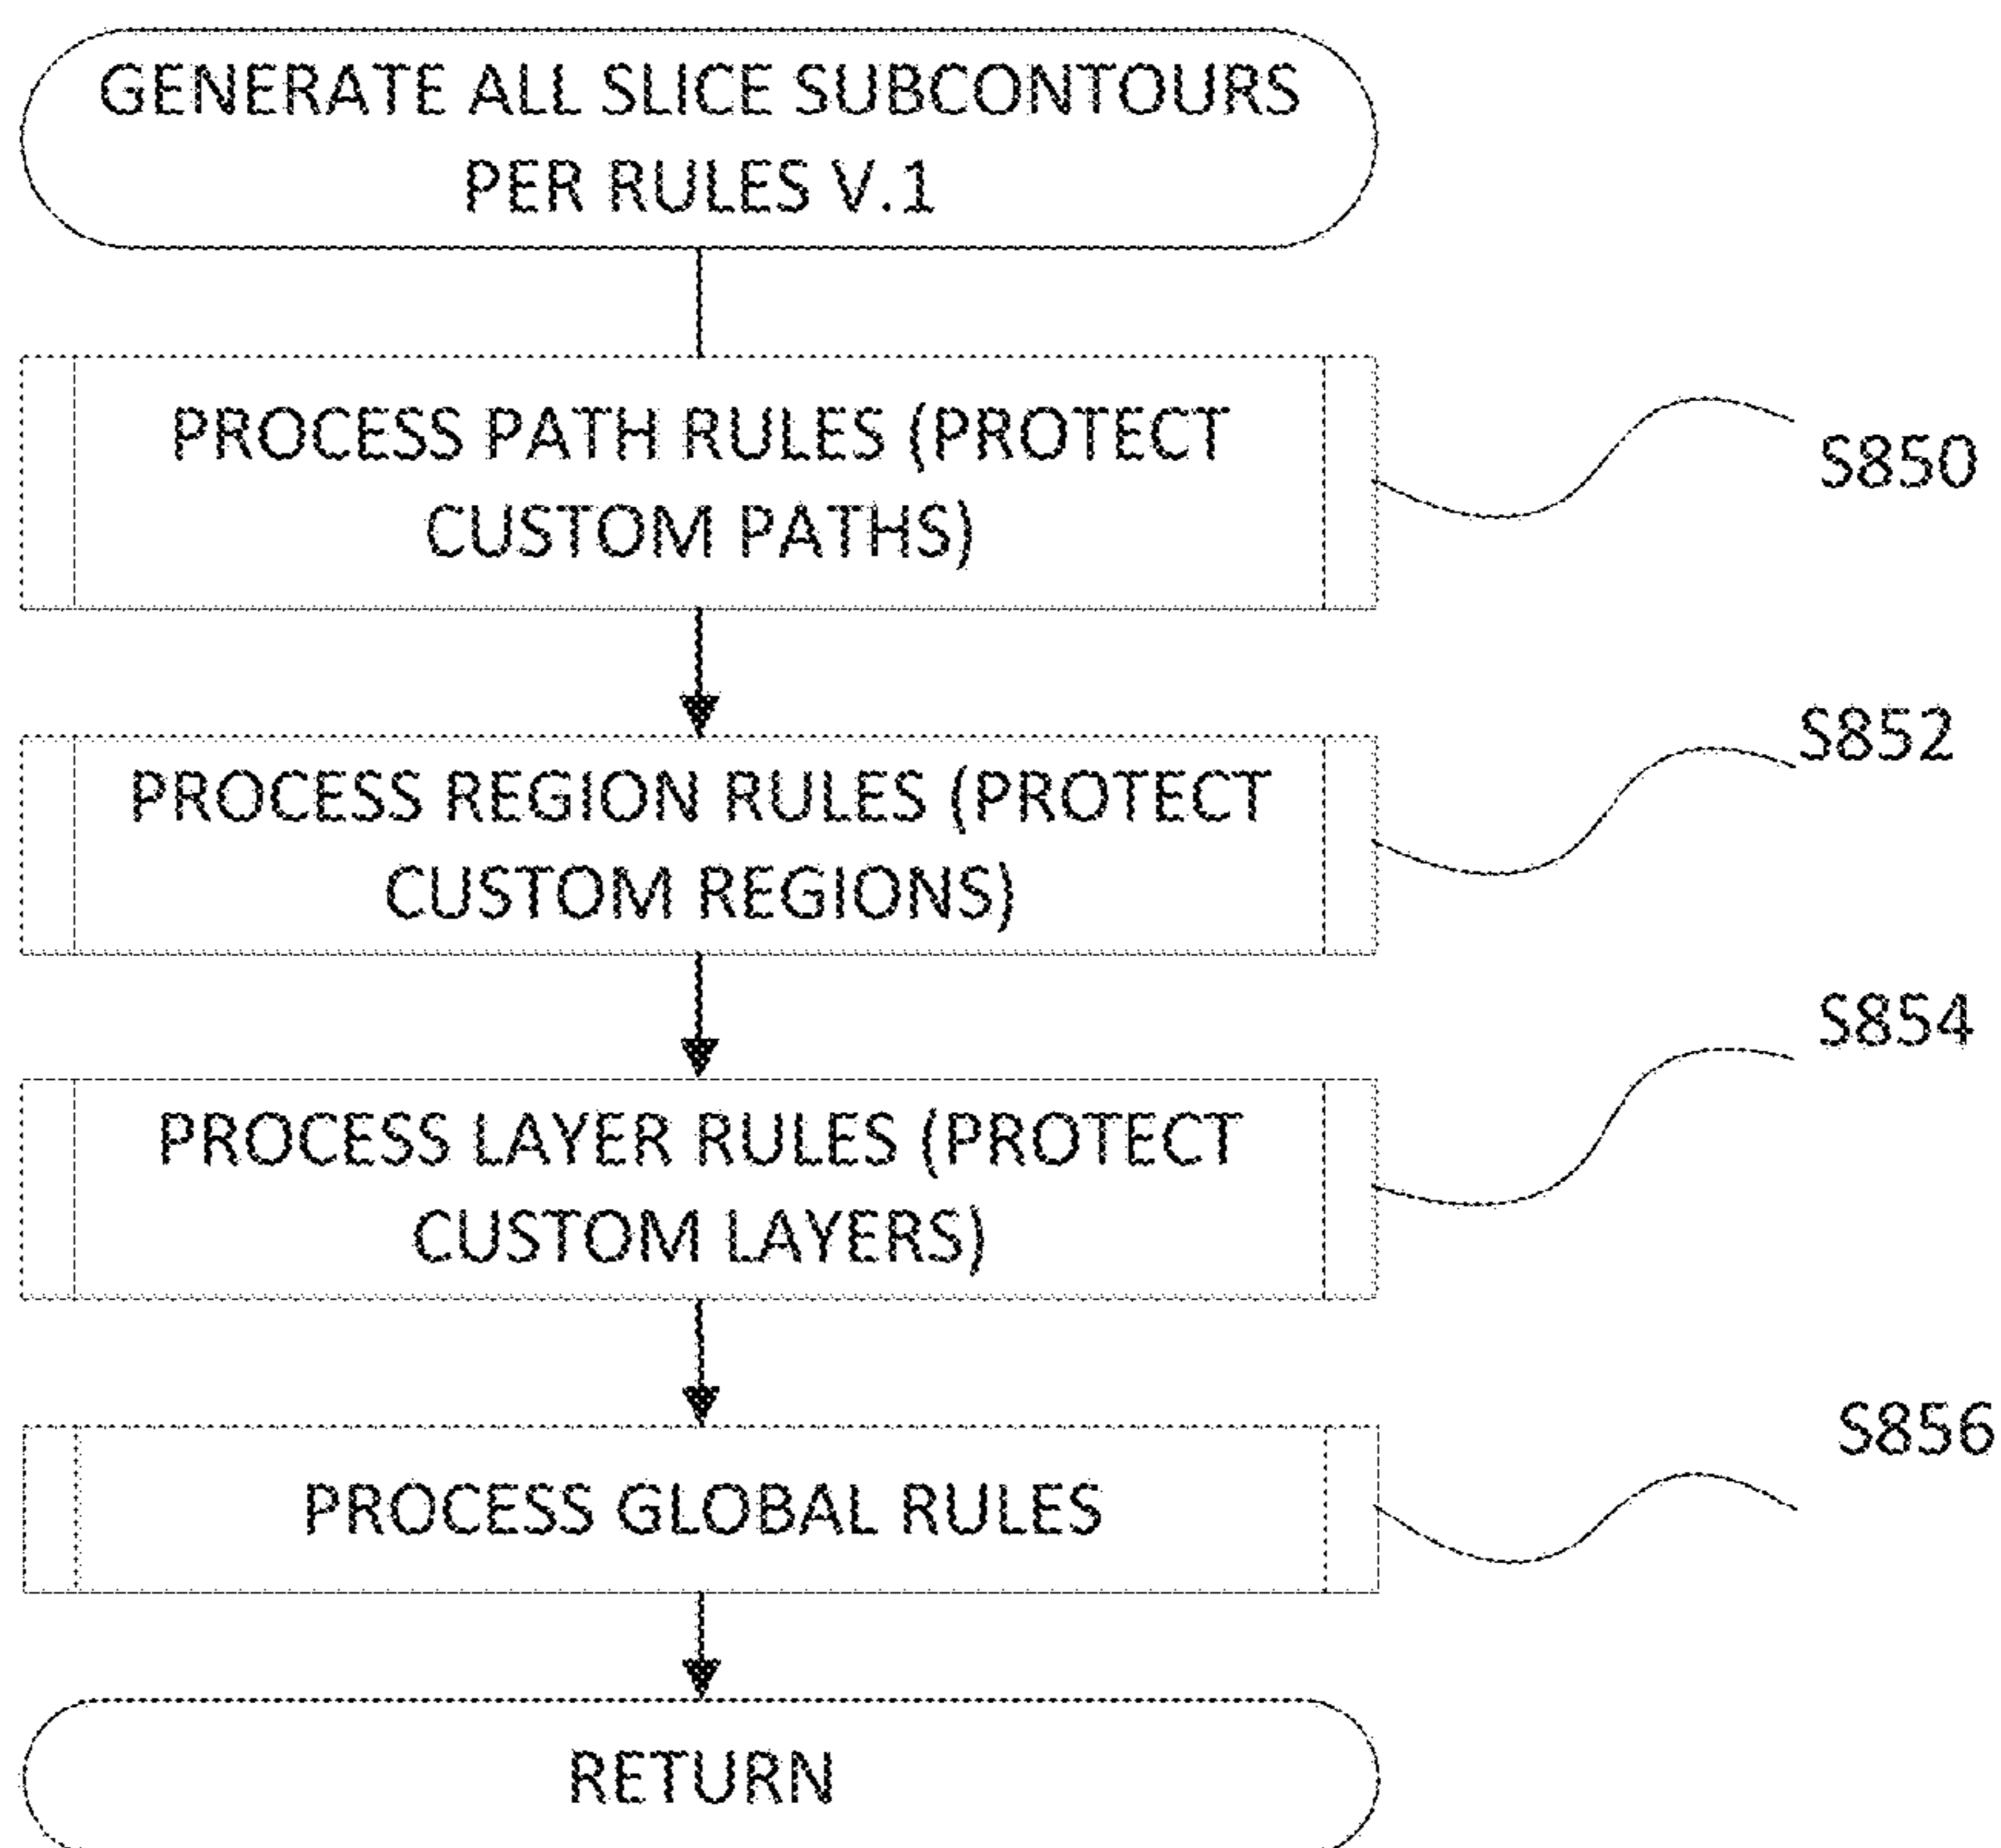 GENERATE ALL SLICE SUBCONTOURS
PER RULES V.1
PROCESS PATH RULES (PROTECT
CUSTOM PATHS)
S850
S852
PROCESS REGION RULES (PROTECT
CUSTOM REGIONS)
S854
PROCESS LAYER RULES (PROTECT
CUSTOM LAYERS)
S856
PROCESS GLOBAL RULES
RETURN